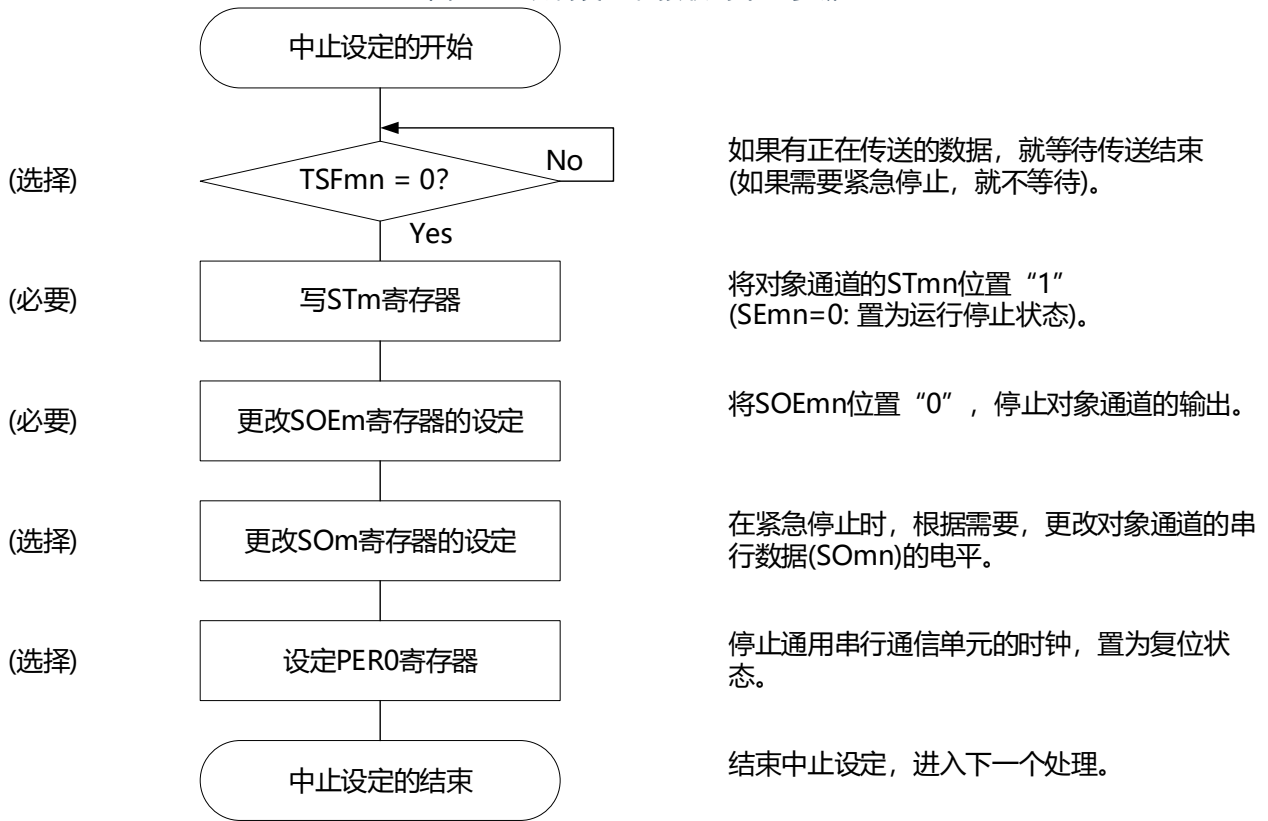 中止设定的开始
(选择)
TSFmn = 0?
No
Yes
如果有正在传送的数据，就等待传送结束
(如果需要紧急停止，就不等待)。
(必要)
写STm寄存器
将对象通道的STmn位置“1”
(SEmn=0: 置为运行停止状态)。
(必要)
更改SOEm寄存器的设定
将SOEmn位置“0”，停止对象通道的输出。
(选择)
更改SOm寄存器的设定
在紧急停止时，根据需要，更改对象通道的串
行数据(SOmn)的电平。
(选择)
设定PER0寄存器
停止通用串行通信单元的时钟，置为复位状
态。
中止设定的结束
结束中止设定，进入下一个处理。